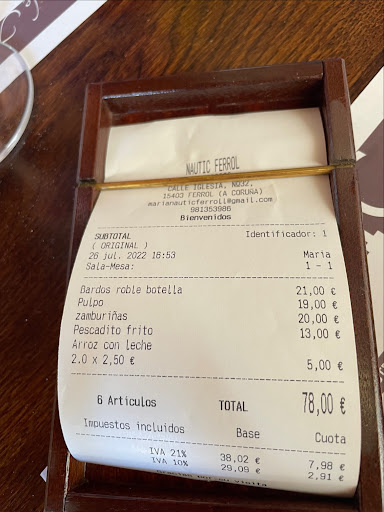 NAUTIC FERROL
CALLE IGLESIA, Nº32,
15403 FERROL (A CORUÑA)
marianauticferroll@gmail.com
981353986
Bienvenidos
SUBTOTAL Identificador: 1
( ORIGINAL )
26 jul. 2022 16:53 Maria
Sala-Mesa: 1 - 1
Bardos roble botella 21,00 €
Pulpo 19,00 €
zamburiñas 20,00 €
Pescadito frito 13,00 €
Arroz con leche
2.0 x 2,50 € 5,00 €
6 Articulos TOTAL 78,00 €
Impuestos incluidos Base Cuota
IVA 21% 38,02 € 7,98 €
IVA 10% 29,09 € 2,91 €